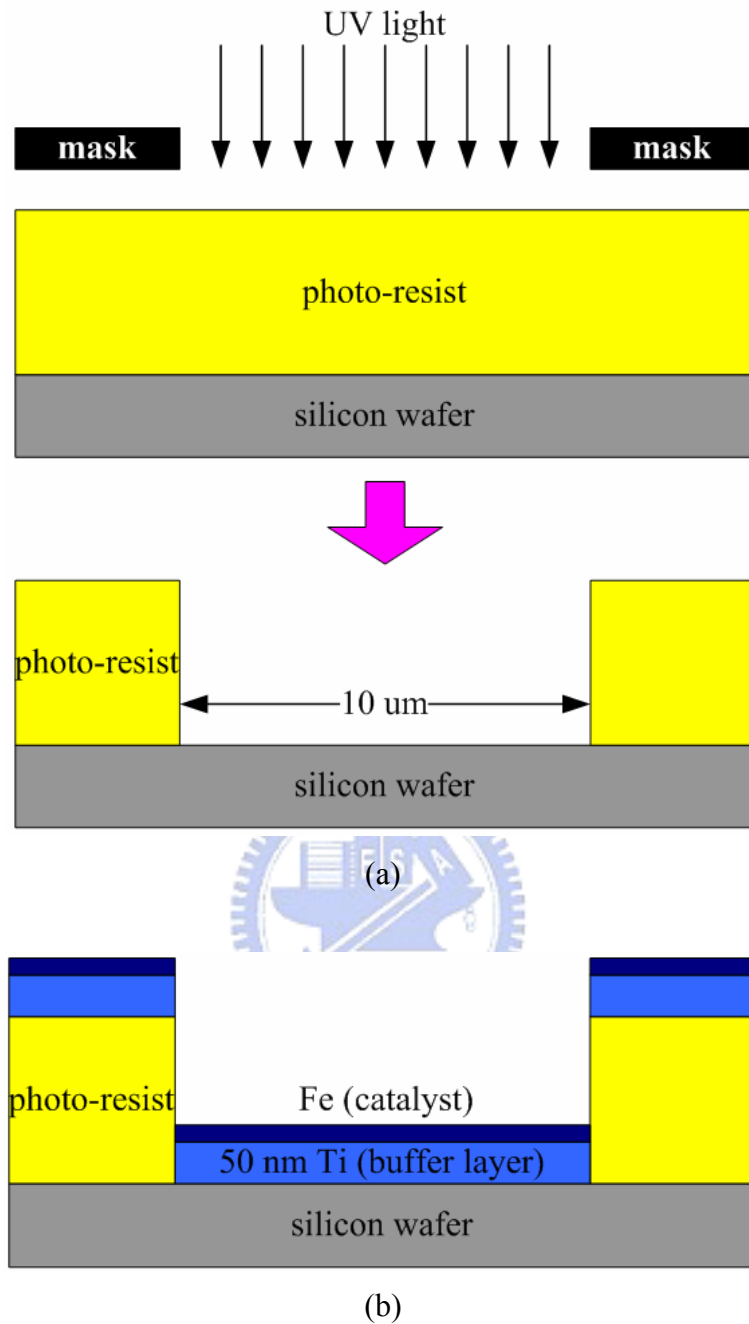 UV light
mask mask
photo-resist
silicon wafer
photo-resist
10 um
silicon wafer
(a)
Fe (catalyst)
photo-resist
50 nm Ti (buffer layer)
silicon wafer
(b)